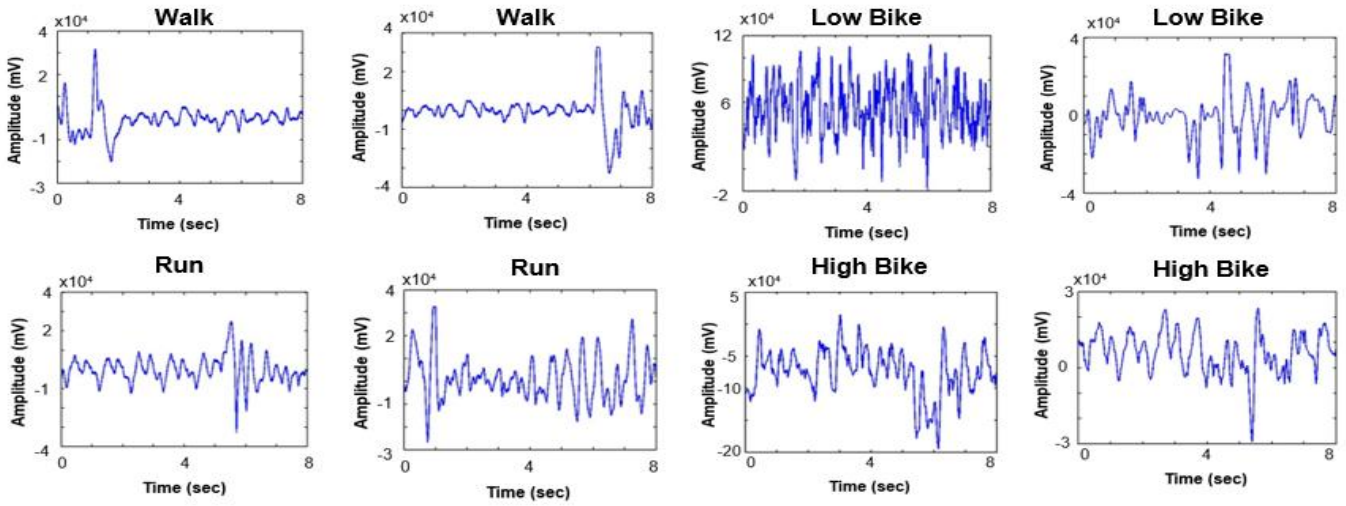 Walk
x10⁴
Amplitude (mV)
4
2
-1
-3
0
4
8
Time (sec)
Walk
x10⁴
Amplitude (mV)
4
2
-1
-4
0
4
8
Time (sec)
Low Bike
x10⁴
Amplitude (mV)
12
6
-2
0
4
8
Time (sec)
Low Bike
x10⁴
Amplitude (mV)
4
0
-4
0
4
8
Time (sec)
Run
x10⁴
Amplitude (mV)
4
2
-1
-4
0
4
8
Time (sec)
Run
x10⁴
Amplitude (mV)
4
2
-1
-3
0
4
8
Time (sec)
High Bike
x10⁴
Amplitude (mV)
5
-5
-10
-20
0
4
8
Time (sec)
High Bike
x10⁴
Amplitude (mV)
3
0
-3
0
4
8
Time (sec)